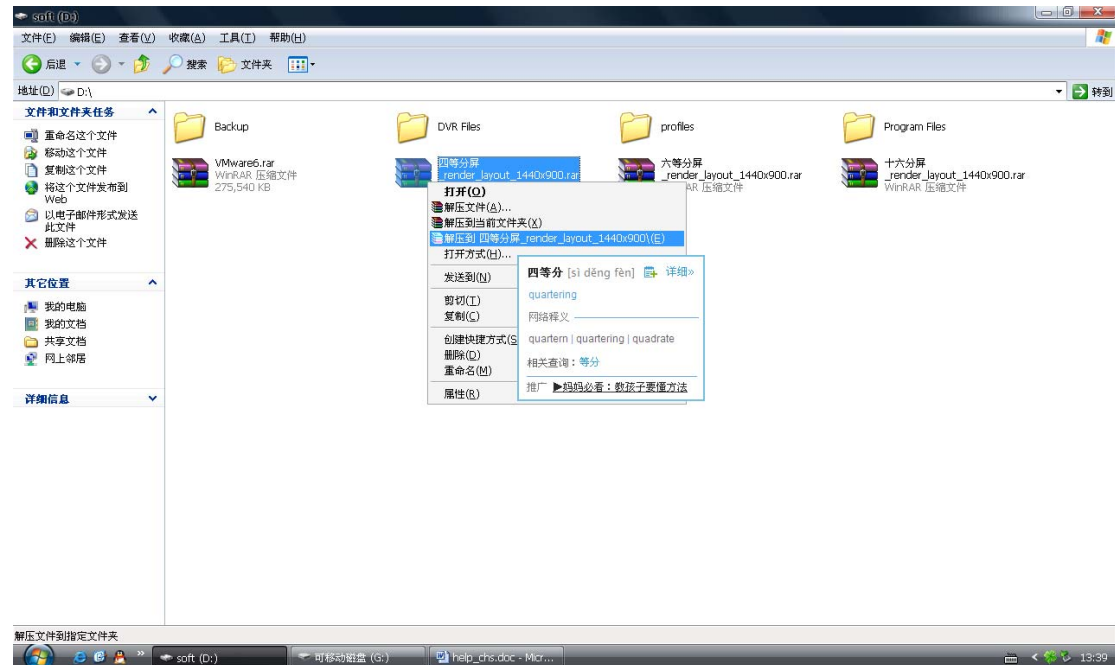 soft (D:)
文件(F) 编辑(E) 查看(V) 收藏(A) 工具(T) 帮助(H)
后退 搜索 文件夹
地址(D) D:\ 转到
文件和文件夹任务
重命名这个文件
移动这个文件
复制这个文件
将这个文件发布到
Web
以电子邮件形式发送
此文件
删除这个文件
其它位置
我的电脑
我的文档
共享文档
网上邻居
详细信息
Backup
DVR Files
profiles
Program Files
VMware6.rar
WinRAR 压缩文件
275,540 KB
四等分屏
_render_layout_1440x900.rar
六等分屏
_render_layout_1440x900.rar
AR 压缩文件
十六分屏
_render_layout_1440x900.rar
WinRAR 压缩文件
打开(O)
解压文件(A)...
解压到当前文件夹(X)
解压到 四等分屏_render_layout_1440x900\(E)
打开方式(H)...
发送到(N)
剪切(T)
复制(C)
创建快捷方式(S
删除(D)
重命名(M)
属性(R)
四等分 [sì děng fèn] 详细»
quartering
网络释义
quartern | quartering | quadrate
相关查询：等分
推广 ▶妈妈必看：教孩子要懂方法
解压文件到指定文件夹
soft (D:) 可移动磁盘 (G:) help_chs.doc - Micr... 13:39